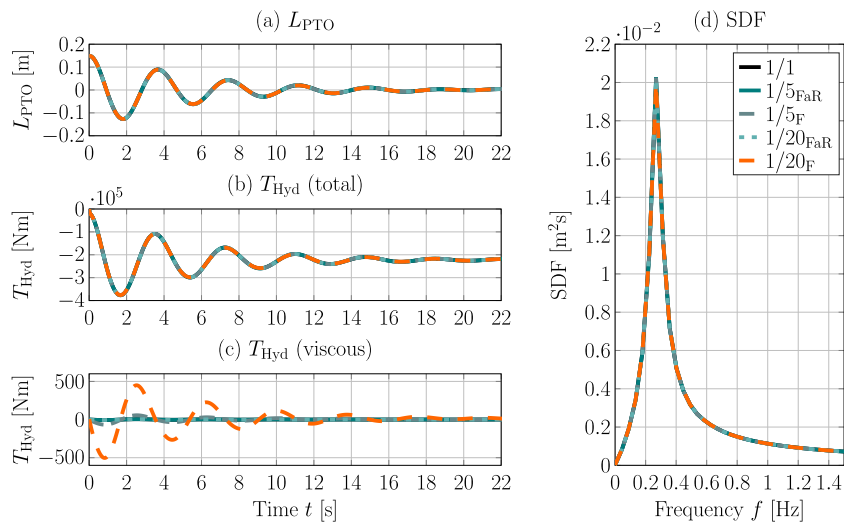 (a) L_PTO
0.2
0.1
0
−0.1
−0.2
L_PTO [m]
0 2 4 6 8 10 12 14 16 18 20 22
(b) T_Hyd (total)
·10^5
0
−1
−2
−3
−4
T_Hyd [Nm]
0 2 4 6 8 10 12 14 16 18 20 22
(c) T_Hyd (viscous)
500
0
−500
T_Hyd [Nm]
0 2 4 6 8 10 12 14 16 18 20 22
Time t [s]
(d) SDF
·10^−2
2.2
2
1.8
1.6
1.4
1.2
1
0.8
0.6
0.4
0.2
0
SDF [m²s]
1/1
1/5_FaR
1/5_F
1/20_FaR
1/20_F
0 0.2 0.4 0.6 0.8 1 1.2 1.4
Frequency f [Hz]